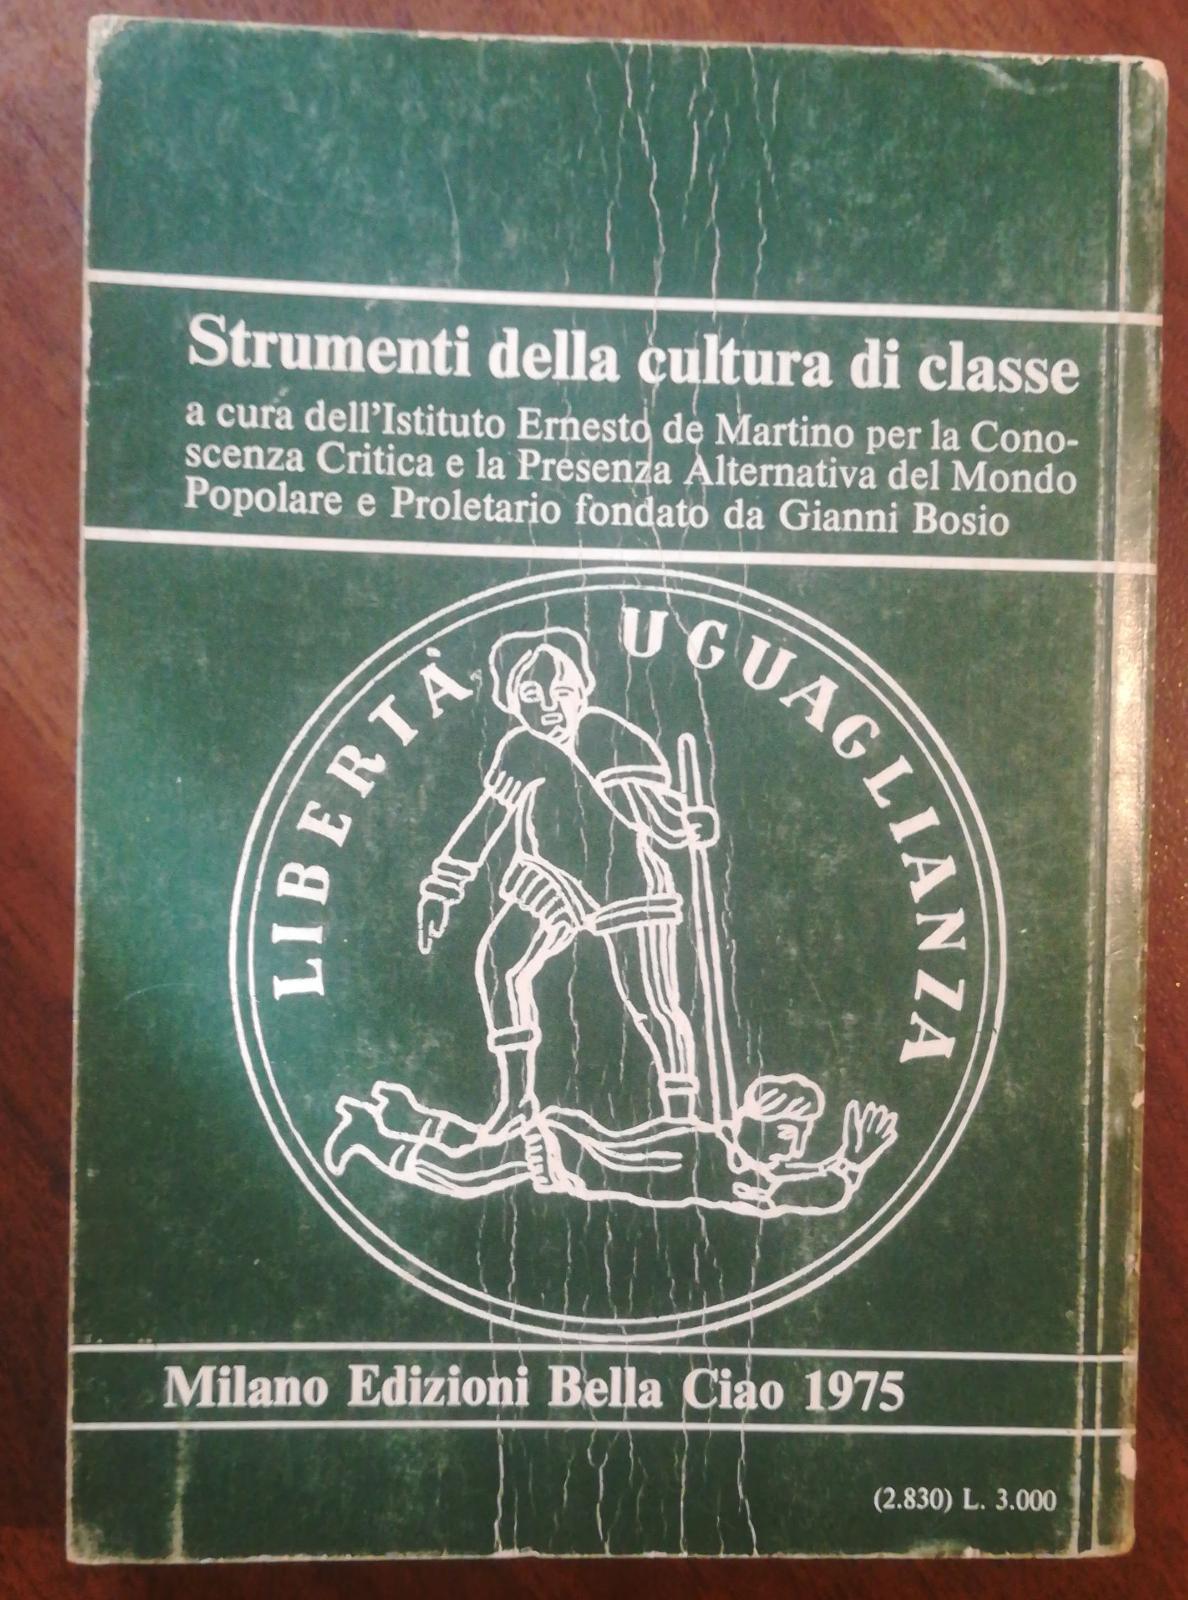 Strumenti della cultura di classe
a cura dell'Istituto Ernesto de Martino per la Cono-
scenza Critica e la Presenza Alternativa del Mondo
Popolare e Proletario fondato da Gianni Bosio
LIBERTÀ UGUAGLIANZA
Milano Edizioni Bella Ciao 1975
(2.830) L. 3.000